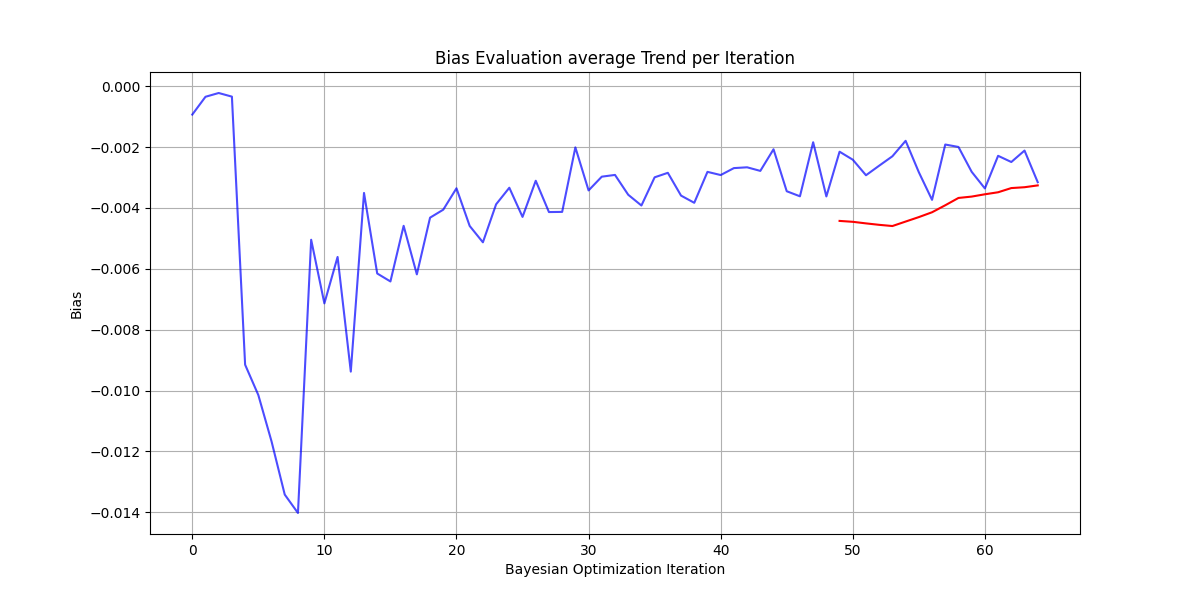 Bias Evaluation average Trend per Iteration
0.000
−0.002
−0.004
−0.006
−0.008
−0.010
−0.012
−0.014
Bias
0 10 20 30 40 50 60
Bayesian Optimization Iteration